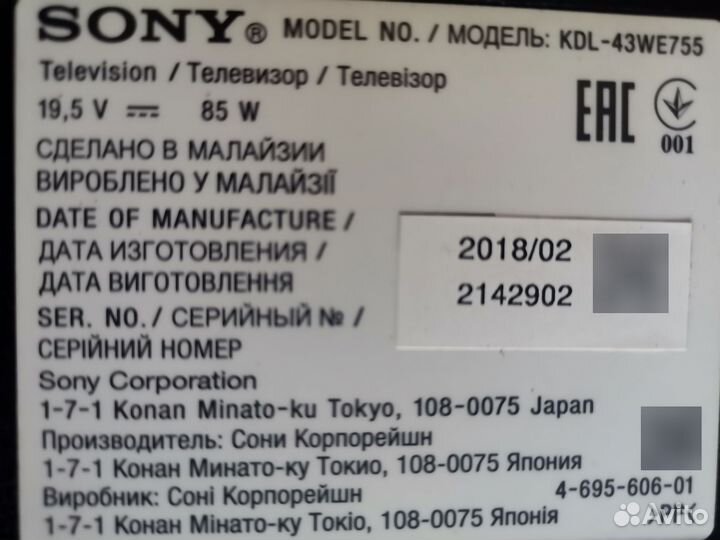 SONY® MODEL NO. / МОДЕЛЬ: KDL-43WE755
Television / Телевизор / Телевізор
19,5 V ⎓ 85 W
EAC
001
СДЕЛАНО В МАЛАЙЗИИ
ВИРОБЛЕНО У МАЛАЙЗІЇ
DATE OF MANUFACTURE /
ДАТА ИЗГОТОВЛЕНИЯ /
ДАТА ВИГОТОВЛЕННЯ
2018/02
2142902
SER. NO. / СЕРИЙНЫЙ № /
СЕРІЙНИЙ НОМЕР
Sony Corporation
1-7-1 Konan Minato-ku Tokyo, 108-0075 Japan
Производитель: Сони Корпорейшн
1-7-1 Конан Минато-ку Токио, 108-0075 Япония
Виробник: Соні Корпорейшн
4-695-606-01
1-7-1 Конан Мінато-ку Токіо, 108-0075 Японія
Avito